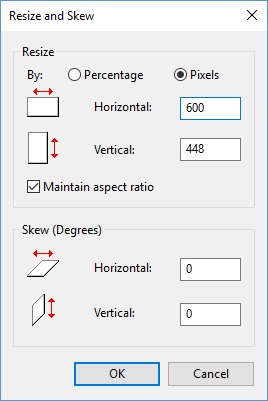 Resize and Skew
Resize
By: Percentage Pixels
Horizontal: 600
Vertical: 448
Maintain aspect ratio
Skew (Degrees)
Horizontal: 0
Vertical: 0
OK Cancel